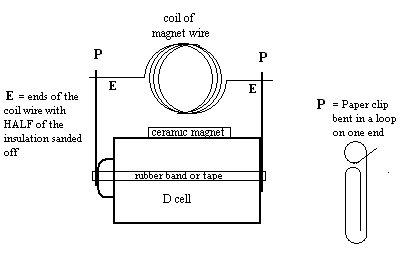 coil of
magnet wire
P
P
E
E
E = ends of the
coil wire with
HALF of the
insulation sanded
off
P = Paper clip
bent in a loop
on one end
ceramic magnet
rubber band or tape
D cell